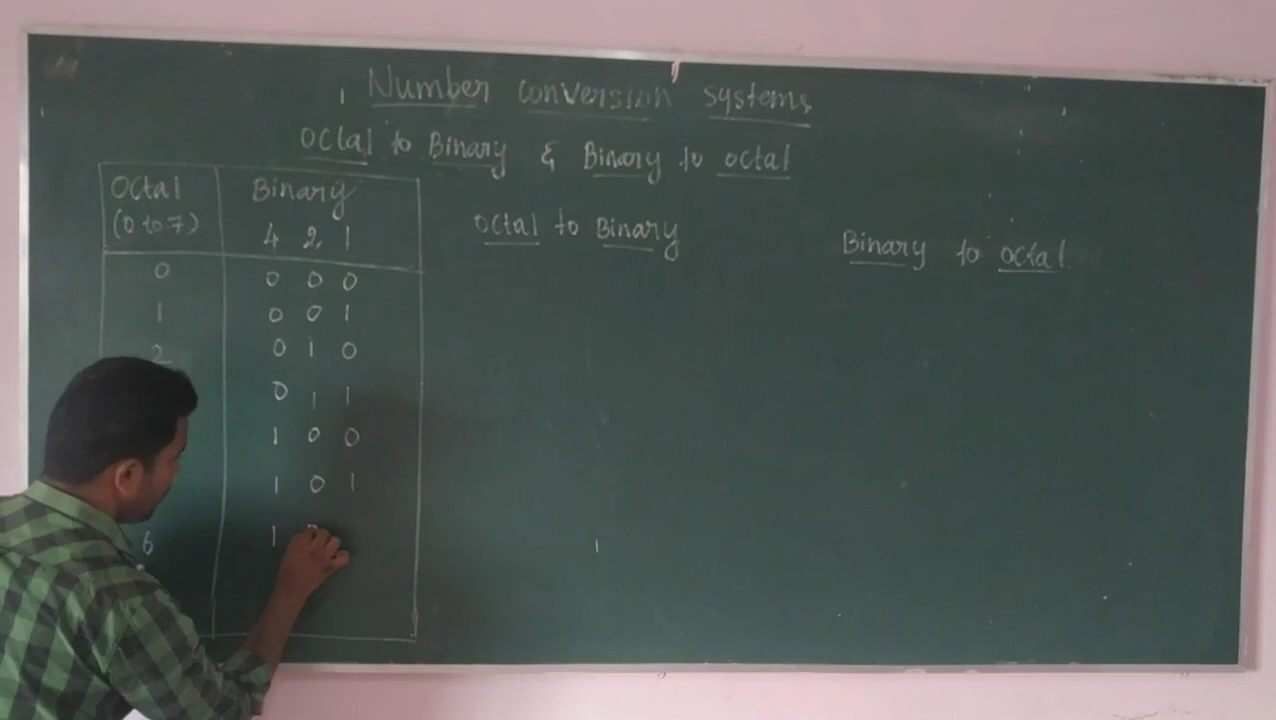 Number conversion systems
Octal to Binary & Binary to octal
Octal Binary
(0 to 7) 4 2 1
Octal to Binary
Binary to octal
0 0 0 0
1 0 0 1
2 0 1 0
0 1 1
1 0 0
1 0 1
6 1